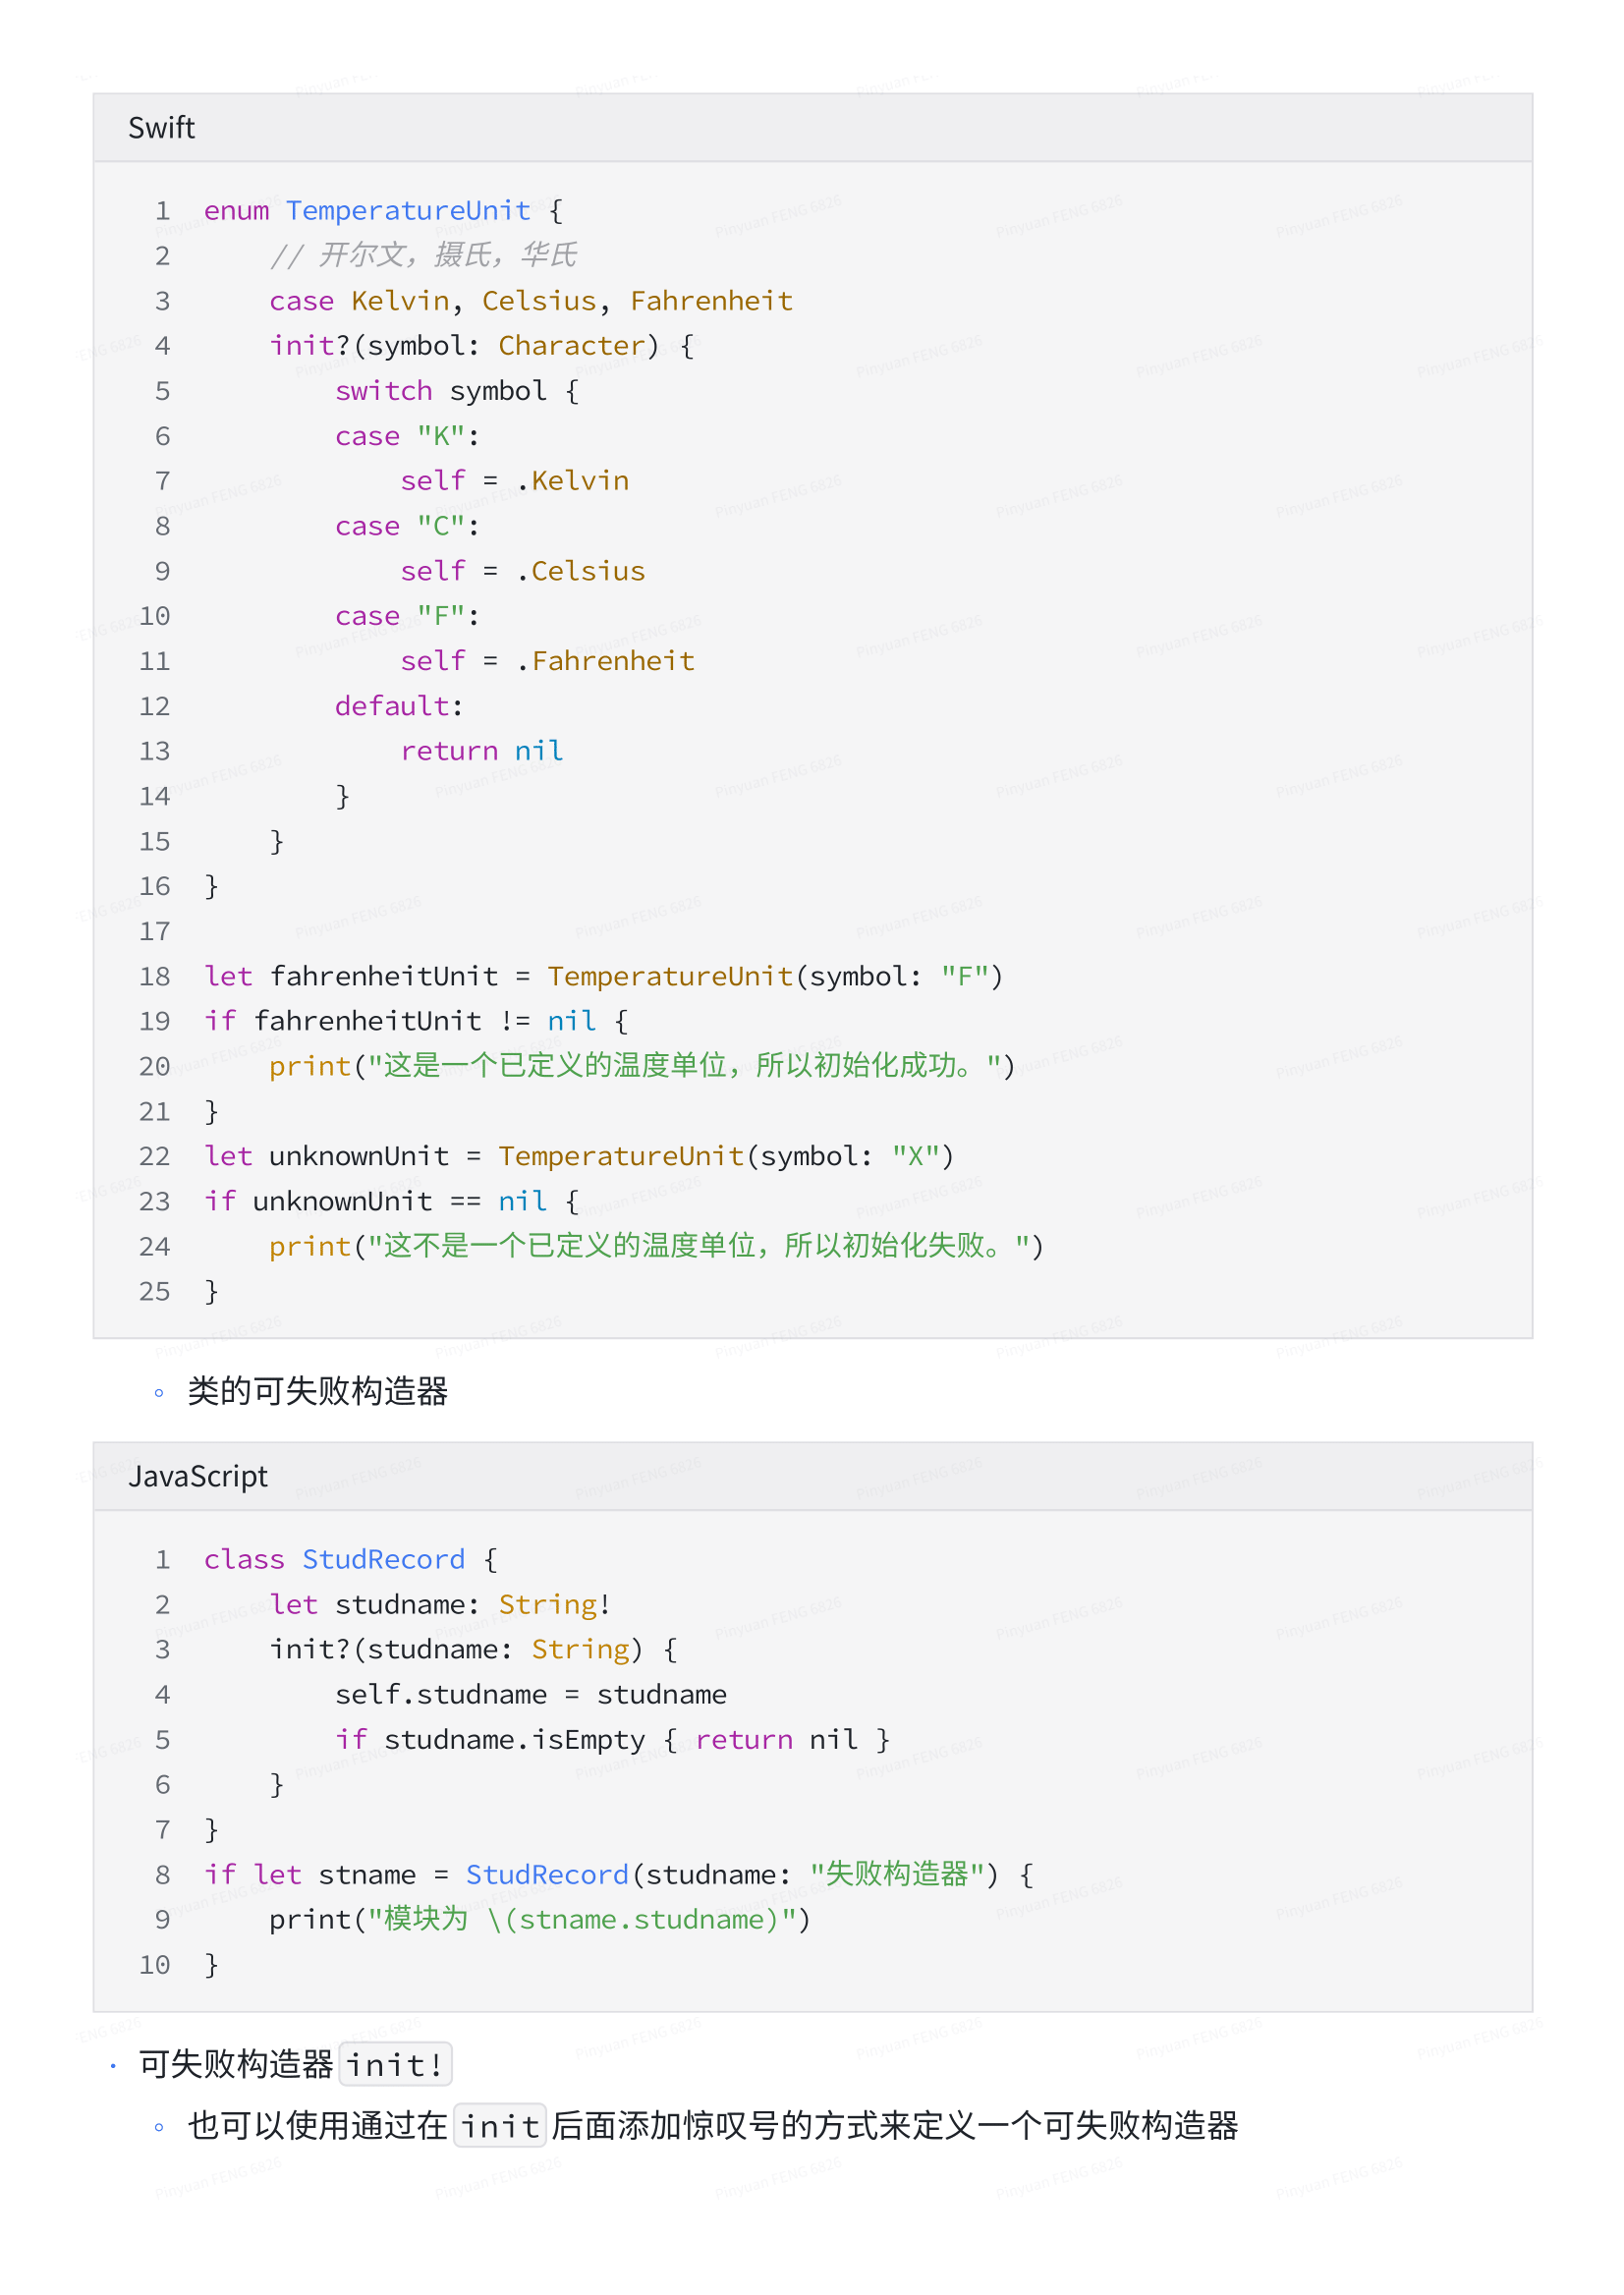 Swift
1 enum TemperatureUnit {
2     // 开尔文，摄氏，华氏
3     case Kelvin, Celsius, Fahrenheit
4     init?(symbol: Character) {
5         switch symbol {
6         case "K":
7             self = .Kelvin
8         case "C":
9             self = .Celsius
10         case "F":
11             self = .Fahrenheit
12         default:
13             return nil
14         }
15     }
16 }
17
18 let fahrenheitUnit = TemperatureUnit(symbol: "F")
19 if fahrenheitUnit != nil {
20     print("这是一个已定义的温度单位，所以初始化成功。")
21 }
22 let unknownUnit = TemperatureUnit(symbol: "X")
23 if unknownUnit == nil {
24     print("这不是一个已定义的温度单位，所以初始化失败。")
25 }
◦ 类的可失败构造器
JavaScript
1 class StudRecord {
2     let studname: String!
3     init?(studname: String) {
4         self.studname = studname
5         if studname.isEmpty { return nil }
6     }
7 }
8 if let stname = StudRecord(studname: "失败构造器") {
9     print("模块为 \(stname.studname)")
10 }
• 可失败构造器 init!
◦ 也可以使用通过在 init 后面添加惊叹号的方式来定义一个可失败构造器
Pinyuan FENG 6826